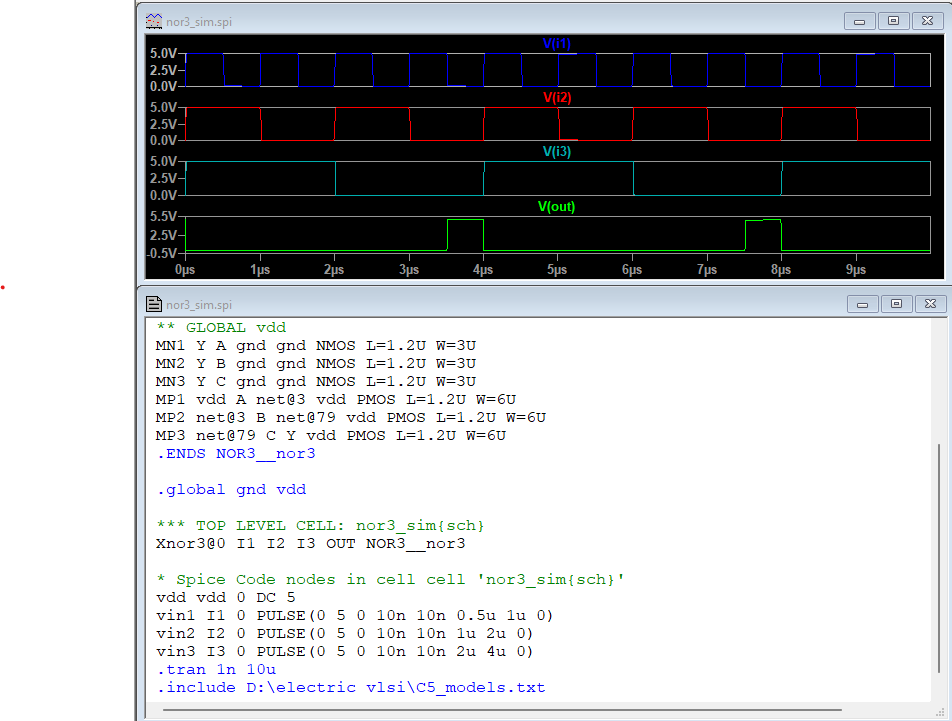 nor3_sim.spi
V(i1)
5.0V
2.5V
0.0V
V(i2)
5.0V
2.5V
0.0V
V(i3)
5.0V
2.5V
0.0V
V(out)
5.5V
2.5V
-0.5V
0µs 1µs 2µs 3µs 4µs 5µs 6µs 7µs 8µs 9µs
nor3_sim.spi
** GLOBAL vdd
MN1 Y A gnd gnd NMOS L=1.2U W=3U
MN2 Y B gnd gnd NMOS L=1.2U W=3U
MN3 Y C gnd gnd NMOS L=1.2U W=3U
MP1 vdd A net@3 vdd PMOS L=1.2U W=6U
MP2 net@3 B net@79 vdd PMOS L=1.2U W=6U
MP3 net@79 C Y vdd PMOS L=1.2U W=6U
.ENDS NOR3__nor3
.global gnd vdd
*** TOP LEVEL CELL: nor3_sim{sch}
Xnor3@0 I1 I2 I3 OUT NOR3__nor3
* Spice Code nodes in cell cell 'nor3_sim{sch}'
vdd vdd 0 DC 5
vin1 I1 0 PULSE(0 5 0 10n 10n 0.5u 1u 0)
vin2 I2 0 PULSE(0 5 0 10n 10n 1u 2u 0)
vin3 I3 0 PULSE(0 5 0 10n 10n 2u 4u 0)
.tran 1n 10u
.include D:\electric vlsi\C5_models.txt